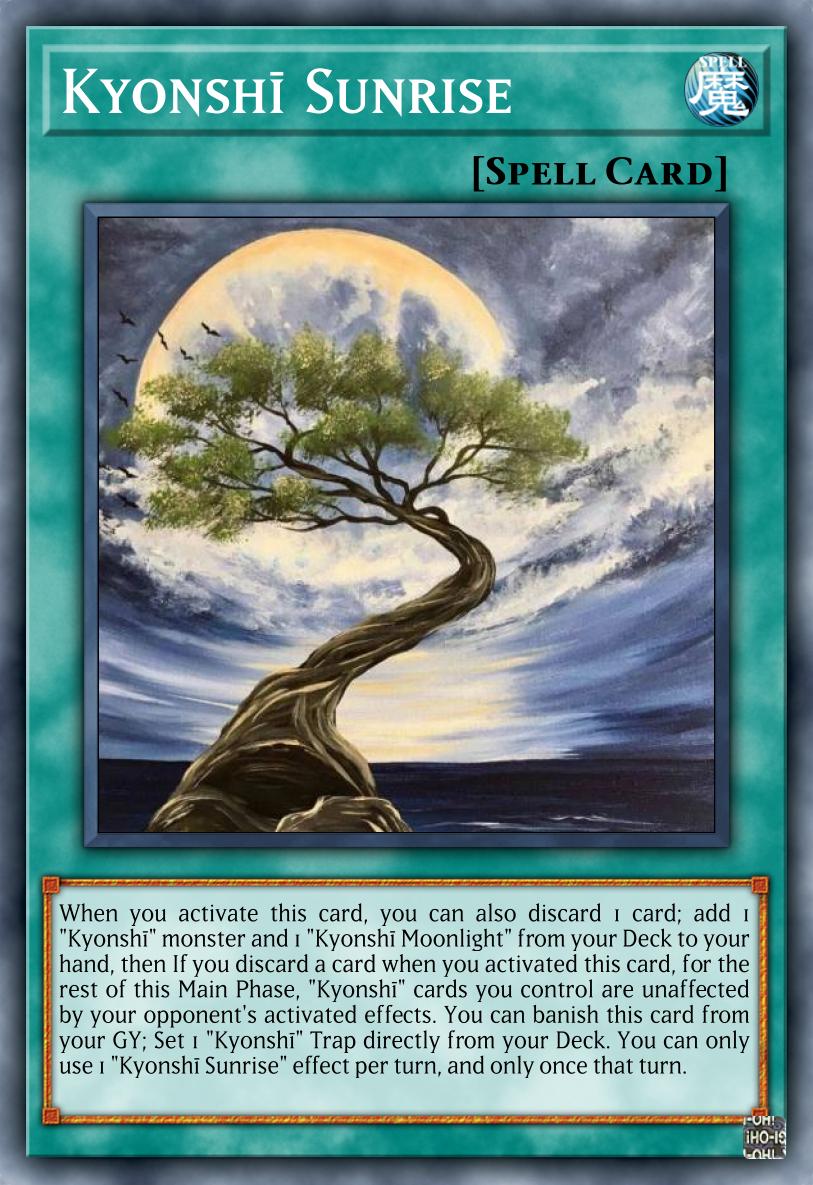 Kyonshī Sunrise
SPELL
魔
[Spell Card]
When you activate this card, you can also discard 1 card; add 1
"Kyonshī" monster and 1 "Kyonshī Moonlight" from your Deck to your
hand, then If you discard a card when you activated this card, for the
rest of this Main Phase, "Kyonshī" cards you control are unaffected
by your opponent's activated effects. You can banish this card from
your GY; Set 1 "Kyonshī" Trap directly from your Deck. You can only
use 1 "Kyonshī Sunrise" effect per turn, and only once that turn.